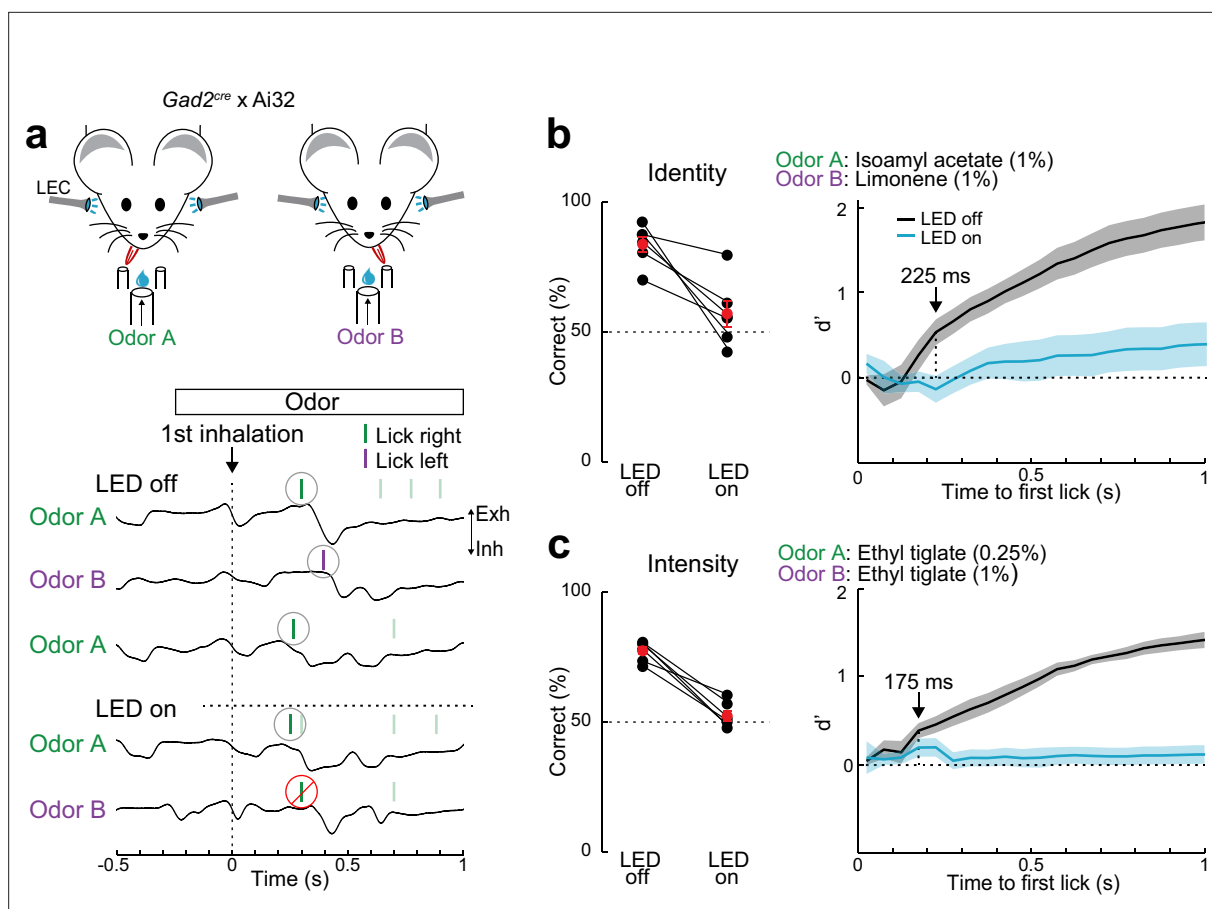 Gad2cre x Ai32
a
LEC
Odor A
Odor B
Odor
1st inhalation
Lick right
Lick left
LED off
Odor A
Exh
Inh
Odor B
Odor A
LED on
Odor A
Odor B
-0.5
0
0.5
1
Time (s)
b
Identity
Correct (%)
100
50
0
LED
off
LED
on
Odor A: Isoamyl acetate (1%)
Odor B: Limonene (1%)
LED off
LED on
225 ms
d'
2
1
0
0
0.5
1
Time to first lick (s)
c
Intensity
Correct (%)
100
50
0
LED
off
LED
on
Odor A: Ethyl tiglate (0.25%)
Odor B: Ethyl tiglate (1%)
175 ms
d'
2
1
0
0
0.5
1
Time to first lick (s)